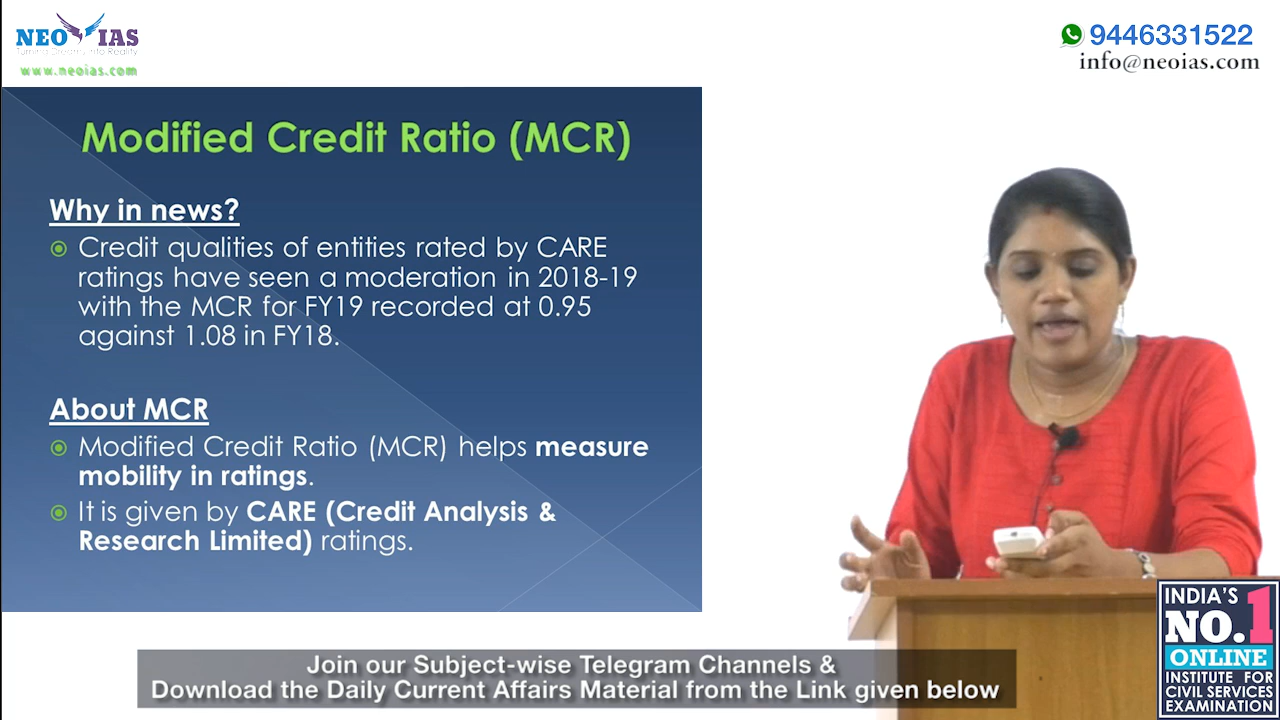 NEO IAS
Turning Dreams Into Reality
www.neoias.com
9446331522
info@neoias.com
Modified Credit Ratio (MCR)
Why in news?
Credit qualities of entities rated by CARE
ratings have seen a moderation in 2018-19
with the MCR for FY19 recorded at 0.95
against 1.08 in FY18.
About MCR
Modified Credit Ratio (MCR) helps measure
mobility in ratings.
It is given by CARE (Credit Analysis &
Research Limited) ratings.
INDIA'S
NO.1
ONLINE
INSTITUTE FOR
CIVIL SERVICES
EXAMINATION
Join our Subject-wise Telegram Channels &
Download the Daily Current Affairs Material from the Link given below